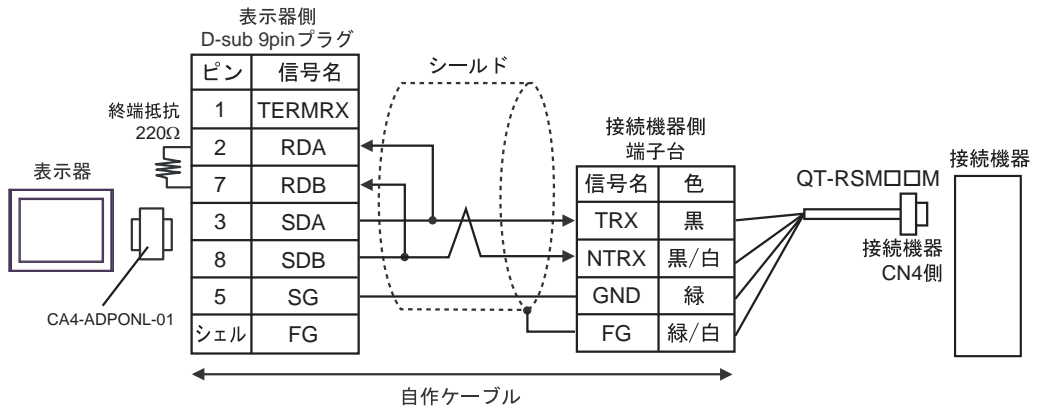 表示器側
D-sub 9pinプラグ
ピン 信号名
1 TERMRX
2 RDA
7 RDB
3 SDA
8 SDB
5 SG
シェル FG
終端抵抗
220Ω
表示器
CA4-ADPONL-01
シールド
接続機器側
端子台
信号名 色
TRX 黒
NTRX 黒/白
GND 緑
FG 緑/白
QT-RSM□□M
接続機器
CN4側
接続機器
自作ケーブル